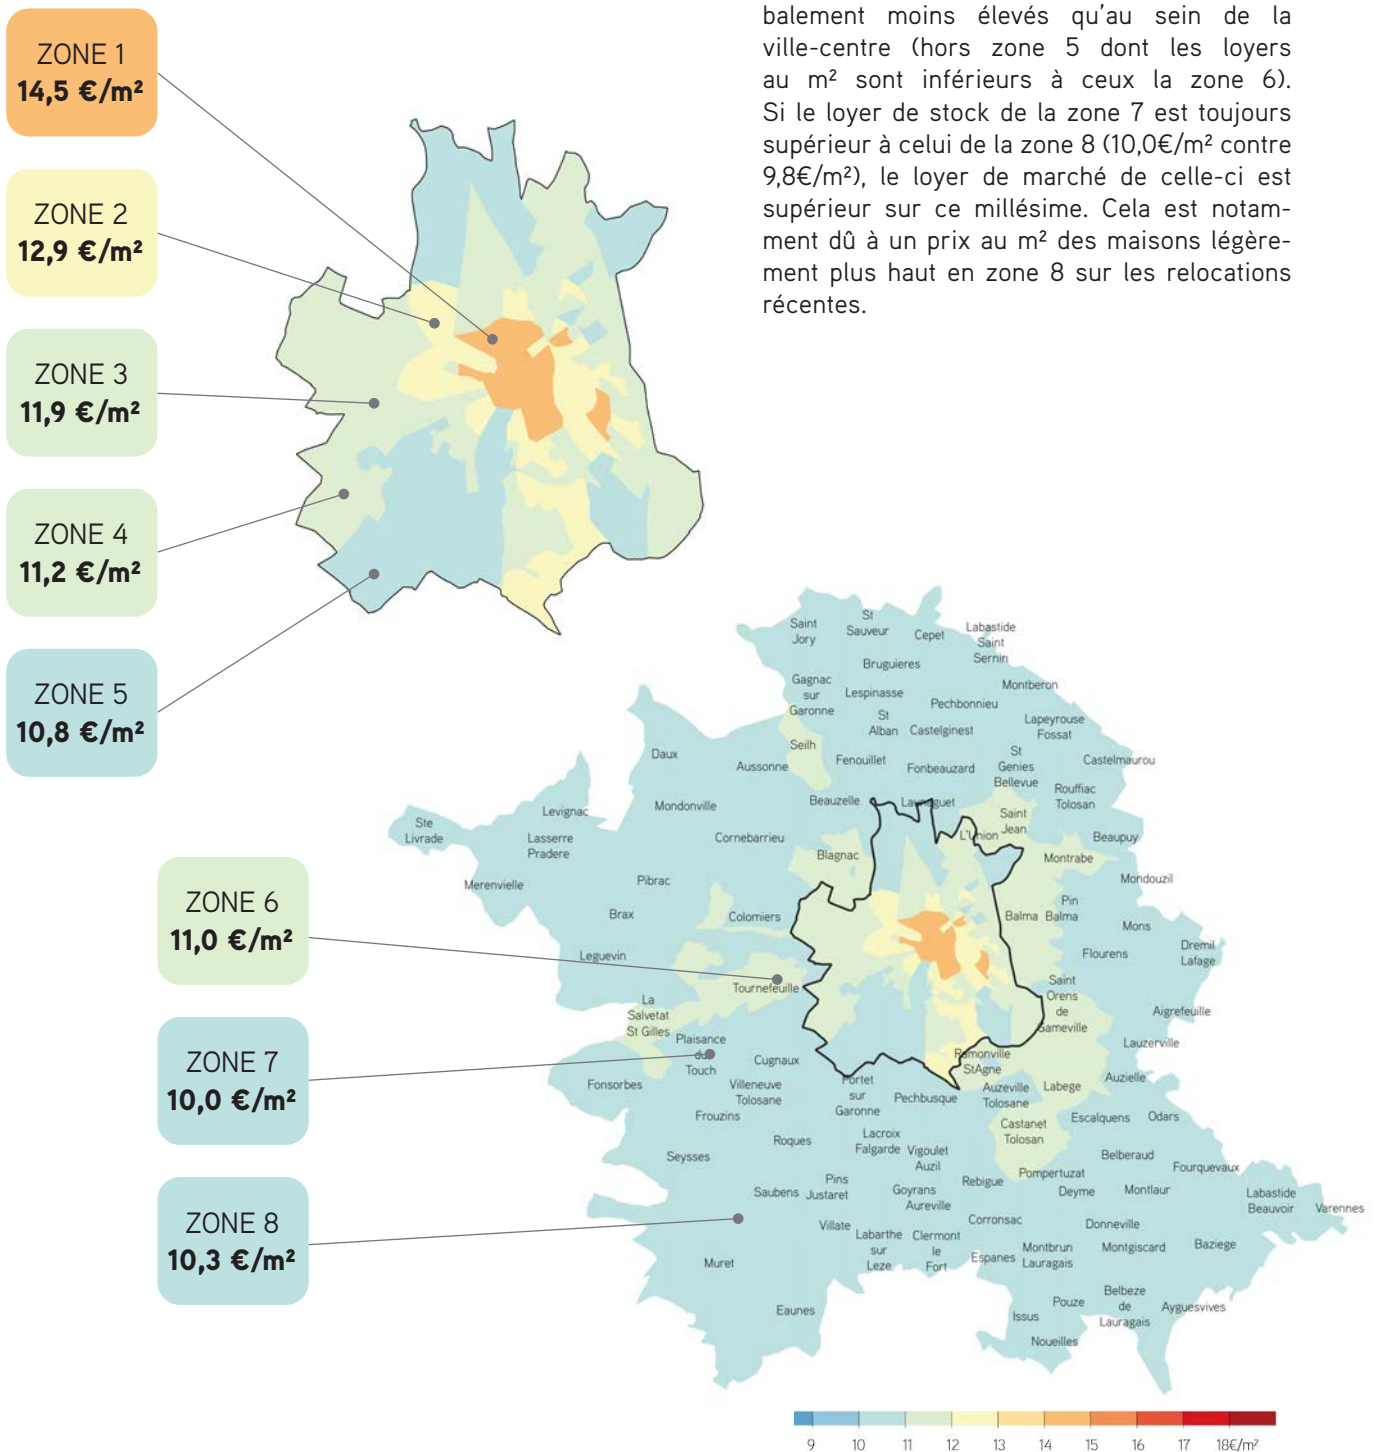 balement moins élevés qu'au sein de la
ville-centre (hors zone 5 dont les loyers
au m² sont inférieurs à ceux la zone 6).
Si le loyer de stock de la zone 7 est toujours
supérieur à celui de la zone 8 (10,0€/m² contre
9,8€/m²), le loyer de marché de celle-ci est
supérieur sur ce millésime. Cela est notam-
ment dû à un prix au m² des maisons légère-
ment plus haut en zone 8 sur les relocations
récentes.
ZONE 1
14,5 €/m²
ZONE 2
12,9 €/m²
ZONE 3
11,9 €/m²
ZONE 4
11,2 €/m²
ZONE 5
10,8 €/m²
ZONE 6
11,0 €/m²
ZONE 7
10,0 €/m²
ZONE 8
10,3 €/m²
Saint
Jory
St
Sauveur
Cepet
Labastide
Saint
Sernin
Bruguieres
Gagnac
sur
Garonne
Lespinasse
Montberon
Pechbonnieu
St
Alban
Castelginest
Lapeyrouse
Fossat
Seilh
Daux
Aussonne
Fenouillet
Fonbeauzard
St
Genies
Bellevue
Castelmaurou
Rouffiac
Tolosan
Beauzelle
Launaguet
Mondonville
Levignac
Ste
Livrade
Lasserre
Pradere
Cornebarrieu
L'Union
Saint
Jean
Beaupuy
Blagnac
Montrabe
Mondouzil
Merenvielle
Pibrac
Brax
Colomiers
Balma
Pin
Balma
Mons
Flourens
Dremil
Lafage
Leguevin
Tournefeuille
Saint
Orens
de
Gameville
La
Salvetat
St Gilles
Aigrefeuille
Plaisance
du
Touch
Cugnaux
Lauzerville
Ramonville
StAgne
Fonsorbes
Villeneuve
Tolosane
Portet
sur
Garonne
Pechbusque
Auzeville
Tolosane
Labege
Auzielle
Frouzins
Castanet
Tolosan
Escalquens
Odars
Roques
Lacroix
Falgarde
Vigoulet
Auzil
Seysses
Belberaud
Fourquevaux
Pompertuzat
Rebigue
Saubens
Pins
Justaret
Goyrans
Aureville
Deyme
Montlaur
Labastide
Beauvoir
Varennes
Villate
Corronsac
Donneville
Labarthe
sur
Leze
Clermont
le
Fort
Espanes
Montbrun
Lauragais
Montgiscard
Baziege
Muret
Eaunes
Issus
Pouze
Belbeze
de
Lauragais
Ayguesvives
Noueilles
9 10 11 12 13 14 15 16 17 18€/m²